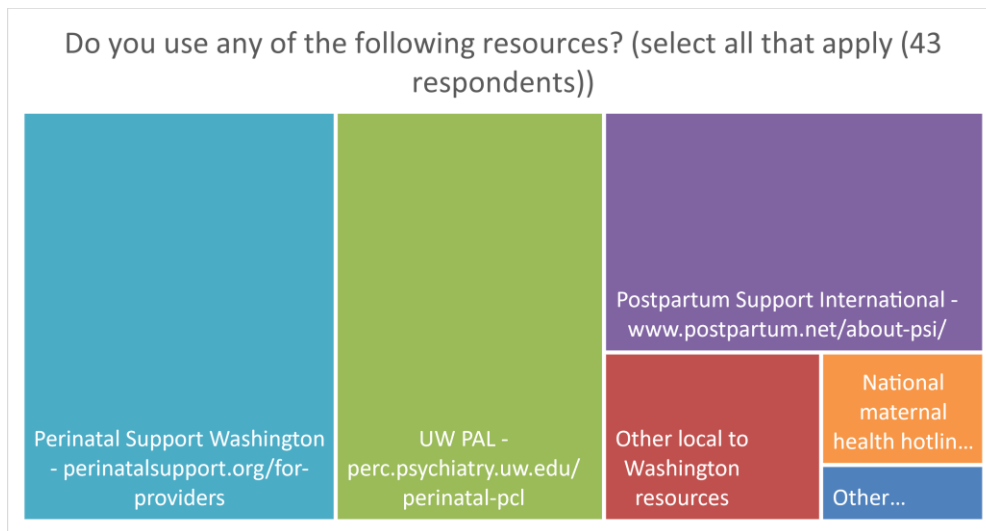 Do you use any of the following resources? (select all that apply (43
respondents))
Perinatal Support Washington
- perinatalsupport.org/for-
providers
UW PAL -
perc.psychiatry.uw.edu/
perinatal-pcl
Postpartum Support International -
www.postpartum.net/about-psi/
Other local to
Washington
resources
National
maternal
health hotlin...
Other...